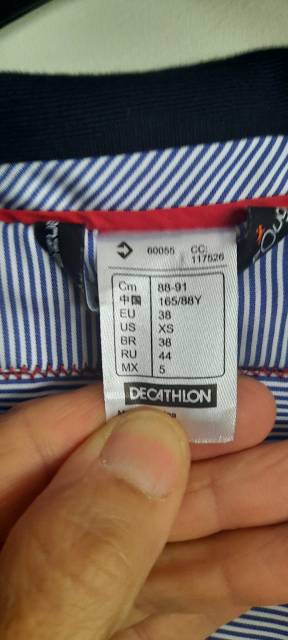 60055 CC:
117526
Cm 88-91
中国 165/88Y
EU 38
US XS
BR 38
RU 44
MX 5
DECATHLON